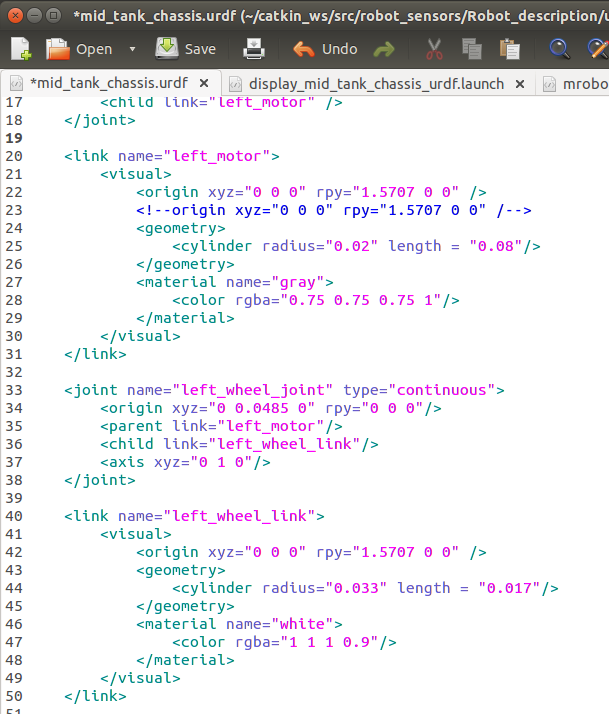 *mid_tank_chassis.urdf (~/catkin_ws/src/robot_sensors/Robot_description/u
Open Save Undo
*mid_tank_chassis.urdf × display_mid_tank_chassis_urdf.launch × mrobo
17 <child link="left_motor" />
18 </joint>
19
20 <link name="left_motor">
21 <visual>
22 <origin xyz="0 0 0" rpy="1.5707 0 0" />
23 <!--origin xyz="0 0 0" rpy="1.5707 0 0" /-->
24 <geometry>
25 <cylinder radius="0.02" length = "0.08"/>
26 </geometry>
27 <material name="gray">
28 <color rgba="0.75 0.75 0.75 1"/>
29 </material>
30 </visual>
31 </link>
32
33 <joint name="left_wheel_joint" type="continuous">
34 <origin xyz="0 0.0485 0" rpy="0 0 0"/>
35 <parent link="left_motor"/>
36 <child link="left_wheel_link"/>
37 <axis xyz="0 1 0"/>
38 </joint>
39
40 <link name="left_wheel_link">
41 <visual>
42 <origin xyz="0 0 0" rpy="1.5707 0 0" />
43 <geometry>
44 <cylinder radius="0.033" length = "0.017"/>
45 </geometry>
46 <material name="white">
47 <color rgba="1 1 1 0.9"/>
48 </material>
49 </visual>
50 </link>
51